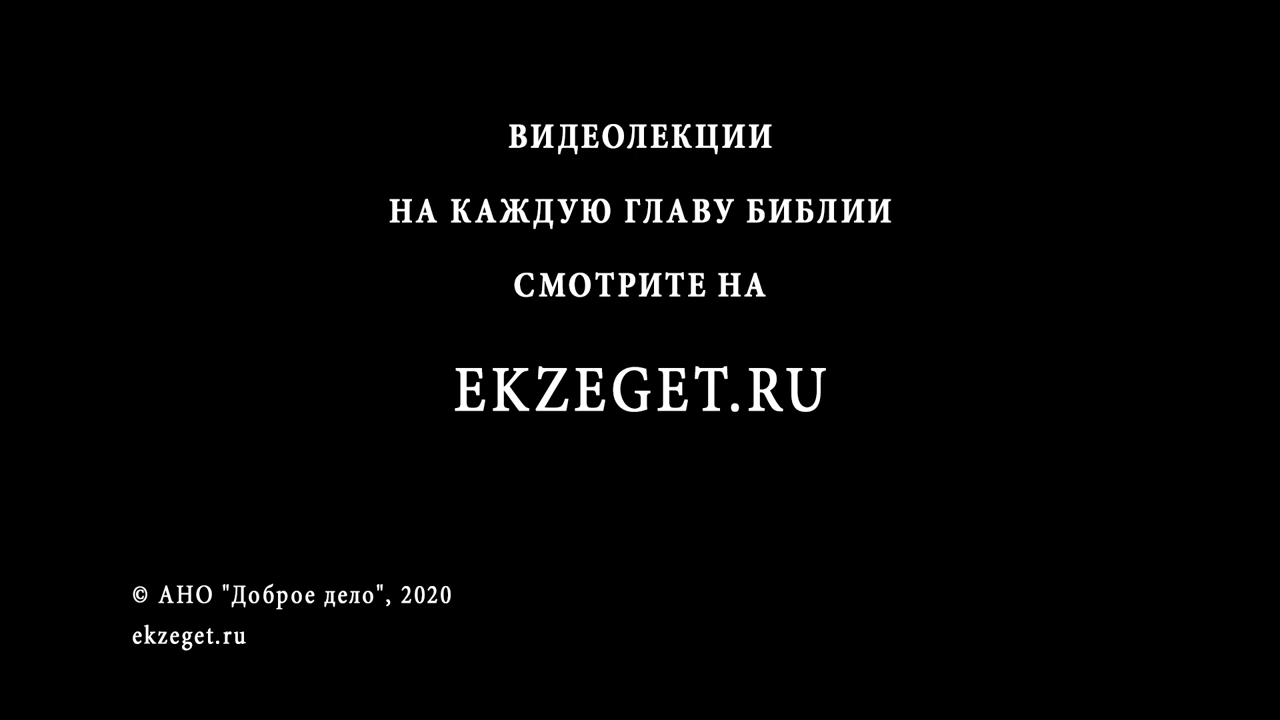 ВИДЕОЛЕКЦИИ
НА КАЖДУЮ ГЛАВУ БИБЛИИ
СМОТРИТЕ НА
EKZEGET.RU
© АНО "Доброе дело", 2020
ekzeget.ru